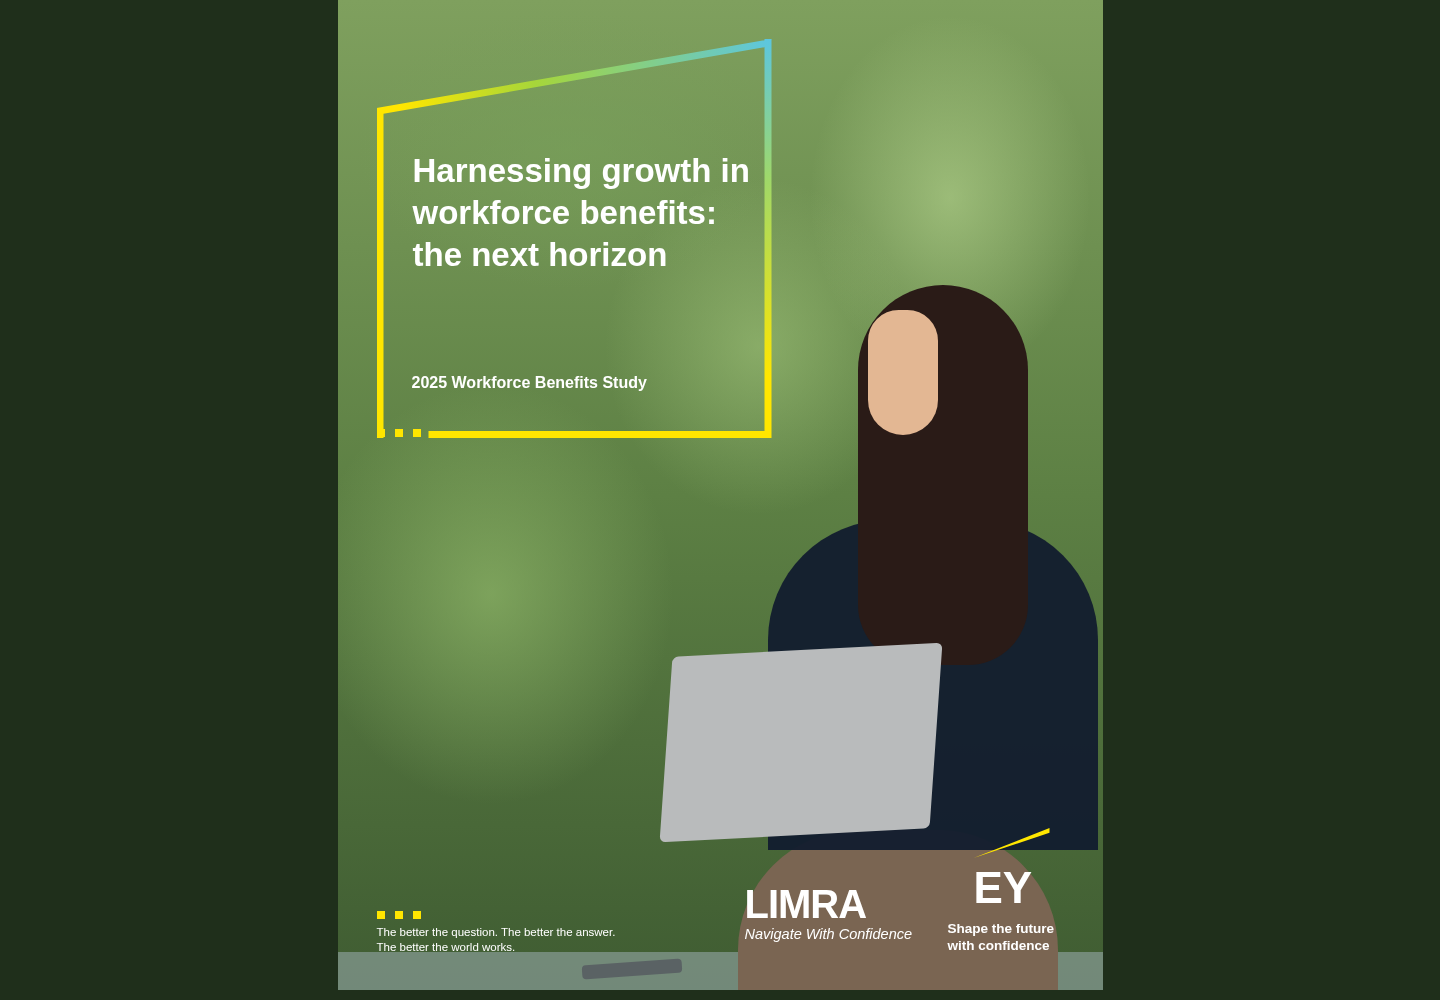 Harnessing growth in
workforce benefits:
the next horizon
2025 Workforce Benefits Study
The better the question. The better the answer.
The better the world works.
LIMRA
Navigate With Confidence
EY
Shape the future
with confidence